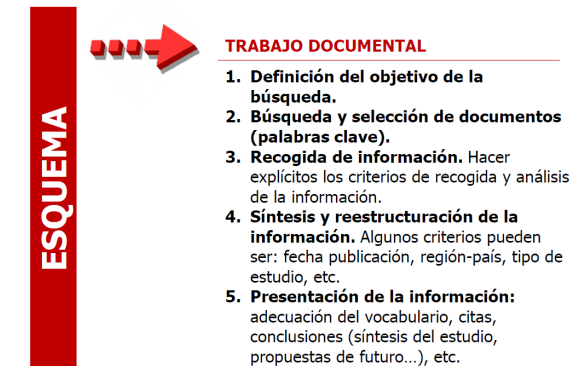 ESQUEMA
TRABAJO DOCUMENTAL
1. Definición del objetivo de la
búsqueda.
2. Búsqueda y selección de documentos
(palabras clave).
3. Recogida de información. Hacer
explícitos los criterios de recogida y análisis
de la información.
4. Síntesis y reestructuración de la
información. Algunos criterios pueden
ser: fecha publicación, región-país, tipo de
estudio, etc.
5. Presentación de la información:
adecuación del vocabulario, citas,
conclusiones (síntesis del estudio,
propuestas de futuro...), etc.